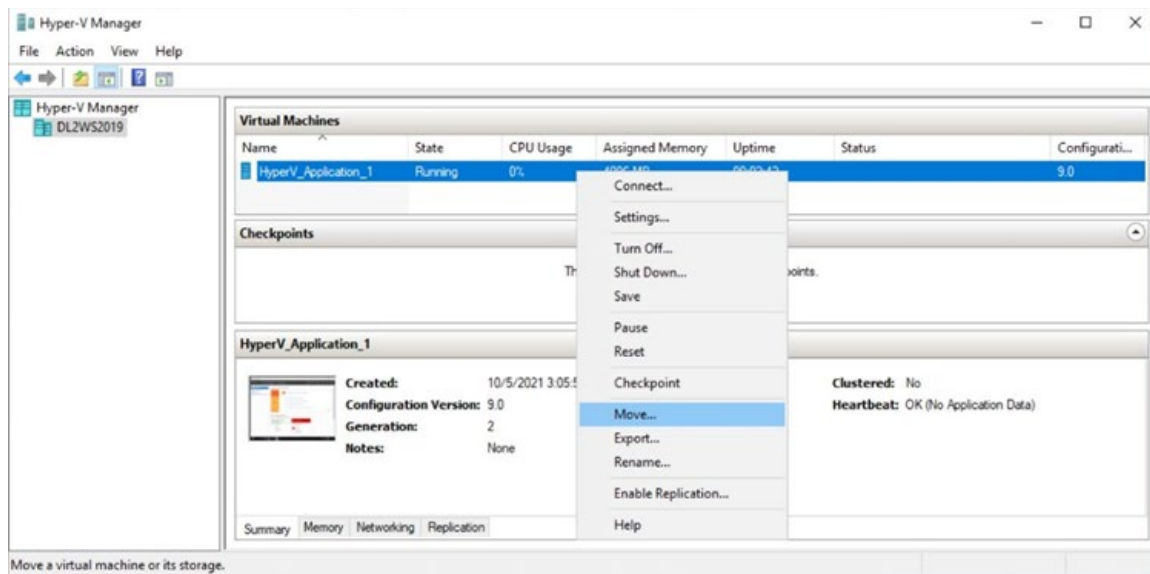 Hyper-V Manager
File Action View Help
Hyper-V Manager
DL2WS2019
Virtual Machines
Name State CPU Usage Assigned Memory Uptime Status Configurati...
HyperV_Application_1 Running 0% 9.0
Checkpoints
HyperV_Application_1
Created: 10/5/2021 3:05:5
Configuration Version: 9.0
Generation: 2
Notes: None
Clustered: No
Heartbeat: OK (No Application Data)
Summary Memory Networking Replication
Connect...
Settings...
Turn Off...
Shut Down...
Save
Pause
Reset
Checkpoint
Move...
Export...
Rename...
Enable Replication...
Help
Move a virtual machine or its storage.